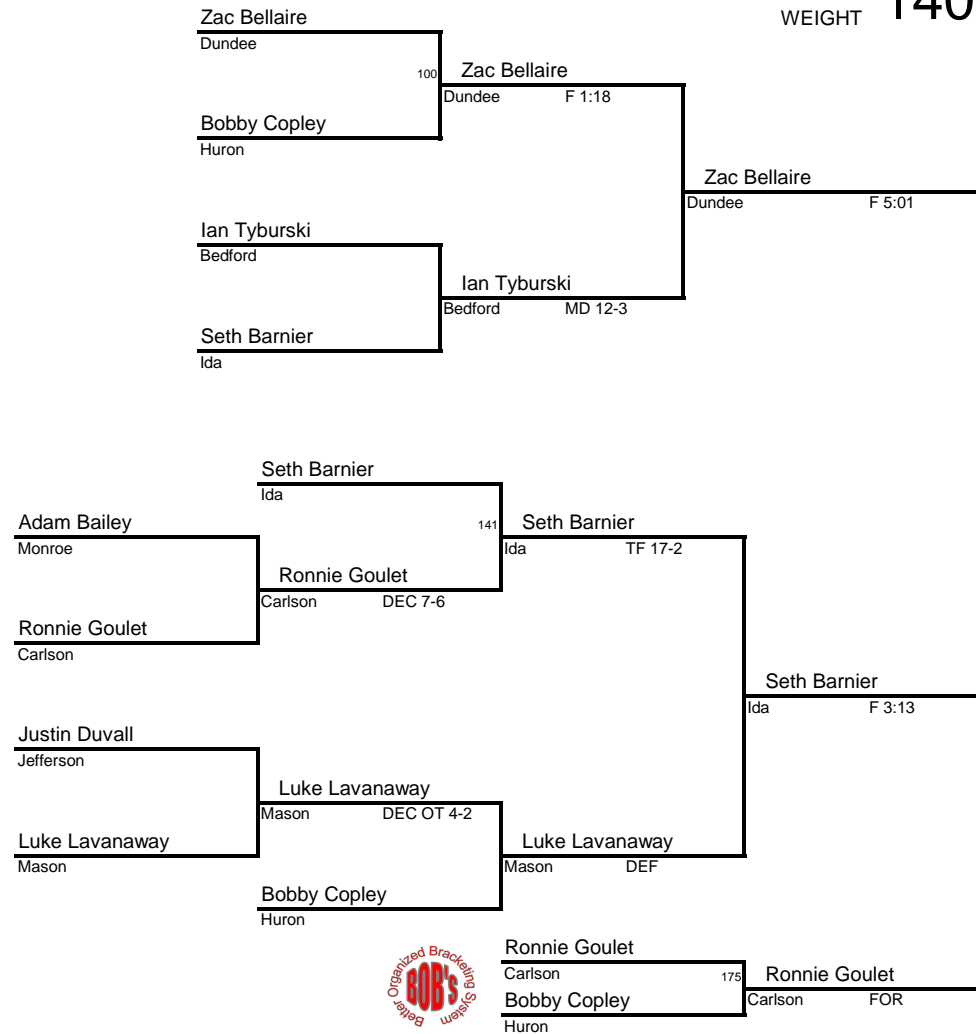 WEIGHT 140
Zac Bellaire
Dundee
100 Zac Bellaire
Dundee F 1:18
Bobby Copley
Huron
Zac Bellaire
Dundee F 5:01
Ian Tyburski
Bedford
Ian Tyburski
Bedford MD 12-3
Seth Barnier
Ida
Seth Barnier
Ida
Adam Bailey
Monroe
141 Seth Barnier
Ida TF 17-2
Ronnie Goulet
Carlson DEC 7-6
Ronnie Goulet
Carlson
Seth Barnier
Ida F 3:13
Justin Duvall
Jefferson
Luke Lavanaway
Mason DEC OT 4-2
Luke Lavanaway
Mason
Luke Lavanaway
Mason DEF
Bobby Copley
Huron
Ronnie Goulet
Carlson
175 Ronnie Goulet
Carlson FOR
Bobby Copley
Huron
Better Organized Bracketing System
BOB's